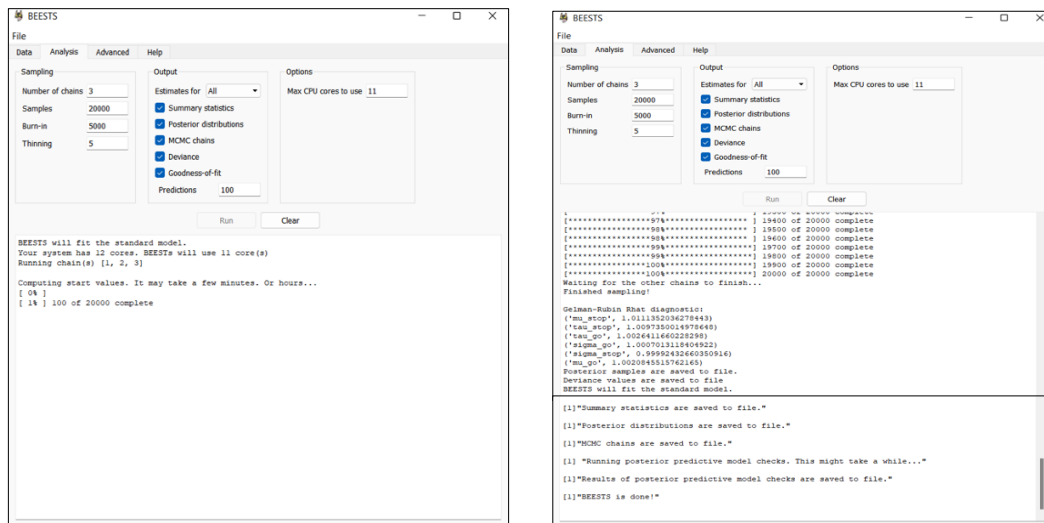 BEESTS
File
Data Analysis Advanced Help
Sampling
Number of chains 3
Samples 20000
Burn-in 5000
Thinning 5
Output
Estimates for All
Summary statistics
Posterior distributions
MCMC chains
Deviance
Goodness-of-fit
Predictions 100
Options
Max CPU cores to use 11
Run Clear
BEESTS will fit the standard model.
Your system has 12 cores. BEESTs will use 11 core(s)
Running chain(s) [1, 2, 3]
Computing start values. It may take a few minutes. Or hours...
[ 0% ]
[ 1% ] 100 of 20000 complete
BEESTS
File
Data Analysis Advanced Help
Sampling
Number of chains 3
Samples 20000
Burn-in 5000
Thinning 5
Output
Estimates for All
Summary statistics
Posterior distributions
MCMC chains
Deviance
Goodness-of-fit
Predictions 100
Options
Max CPU cores to use 11
Run Clear
[*****************97%***************** ] 19400 of 20000 complete
[*****************98%***************** ] 19500 of 20000 complete
[*****************98%***************** ] 19600 of 20000 complete
[*****************99%******************] 19700 of 20000 complete
[*****************99%******************] 19800 of 20000 complete
[*****************100%*****************] 19900 of 20000 complete
[*****************100%*****************] 20000 of 20000 complete
Waiting for the other chains to finish...
Finished sampling!
Gelman-Rubin Rhat diagnostic:
('mu_stop', 1.0111352036278443)
('tau_stop', 1.0097350014978648)
('tau_go', 1.0026411660228298)
('sigma_go', 1.0007013118404922)
('sigma_stop', 0.99992432660350916)
('mu_go', 1.0020845515762165)
Posterior samples are saved to file.
Deviance values are saved to file
BEESTS will fit the standard model.
[1]"Summary statistics are saved to file."
[1]"Posterior distributions are saved to file."
[1]"MCMC chains are saved to file."
[1] "Running posterior predictive model checks. This might take a while..."
[1]"Results of posterior predictive model checks are saved to file."
[1]"BEESTS is done!"